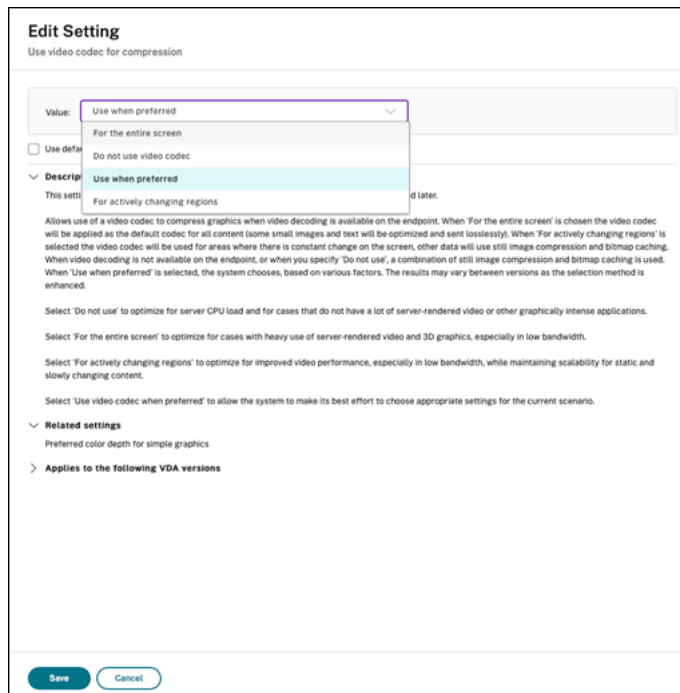 Edit Setting
Use video codec for compression
Value: Use when preferred
For the entire screen
Do not use video codec
Use when preferred
For actively changing regions
Use
Descrip
This setti d later.
Allows use of a video codec to compress graphics when video decoding is available on the endpoint. When 'For the entire screen' is chosen the video codec
will be applied as the default codec for all content (some small images and text will be optimized and sent losslessly). When 'For actively changing regions' is
selected the video codec will be used for areas where there is constant change on the screen, other data will use still image compression and bitmap caching.
When video decoding is not available on the endpoint, or when you specify 'Do not use', a combination of still image compression and bitmap caching is used.
When 'Use when preferred' is selected, the system chooses, based on various factors. The results may vary between versions as the selection method is
enhanced.
Select 'Do not use' to optimize for server CPU load and for cases that do not have a lot of server-rendered video or other graphically intense applications.
Select 'For the entire screen' to optimize for cases with heavy use of server-rendered video and 3D graphics, especially in low bandwidth.
Select 'For actively changing regions' to optimize for improved video performance, especially in low bandwidth, while maintaining scalability for static and
slowly changing content.
Select 'Use video codec when preferred' to allow the system to make its best effort to choose appropriate settings for the current scenario.
Related settings
Preferred color depth for simple graphics
Applies to the following VDA versions
Save Cancel